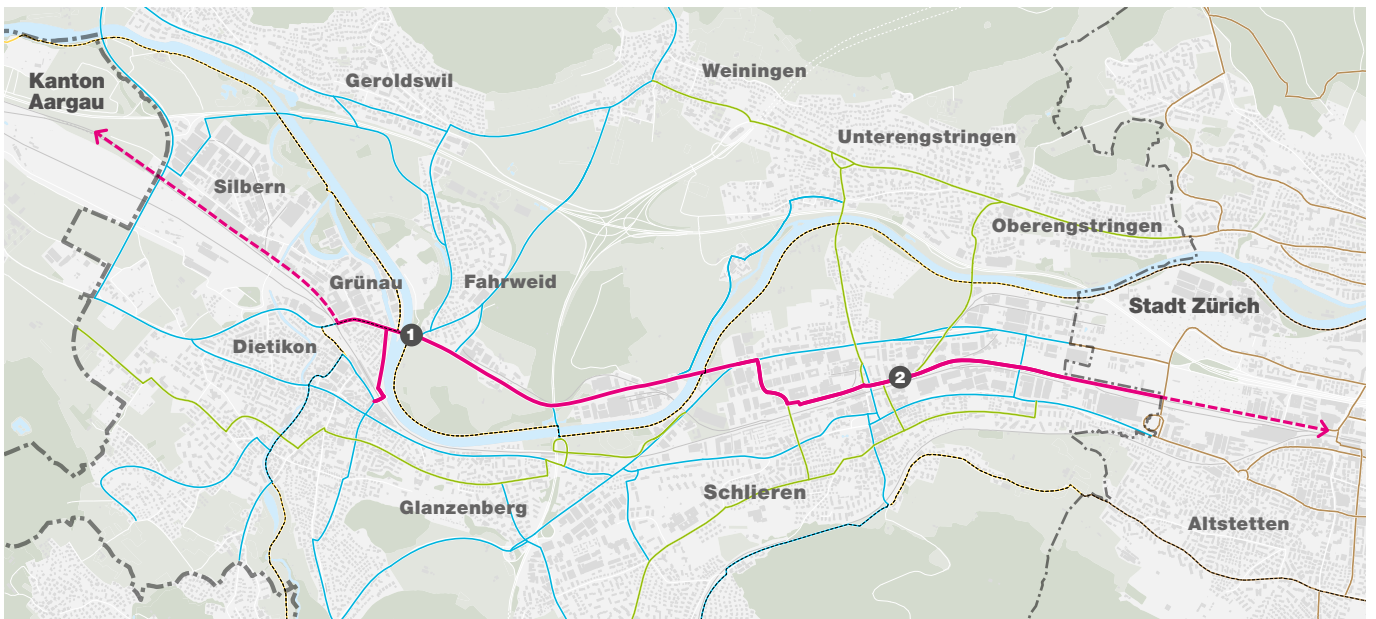 Kanton
Aargau
Geroldswil
Weiningen
Unterengstringen
Silbern
Oberengstringen
Grünau
Fahrweid
Stadt Zürich
1
Dietikon
2
Schlieren
Glanzenberg
Altstetten